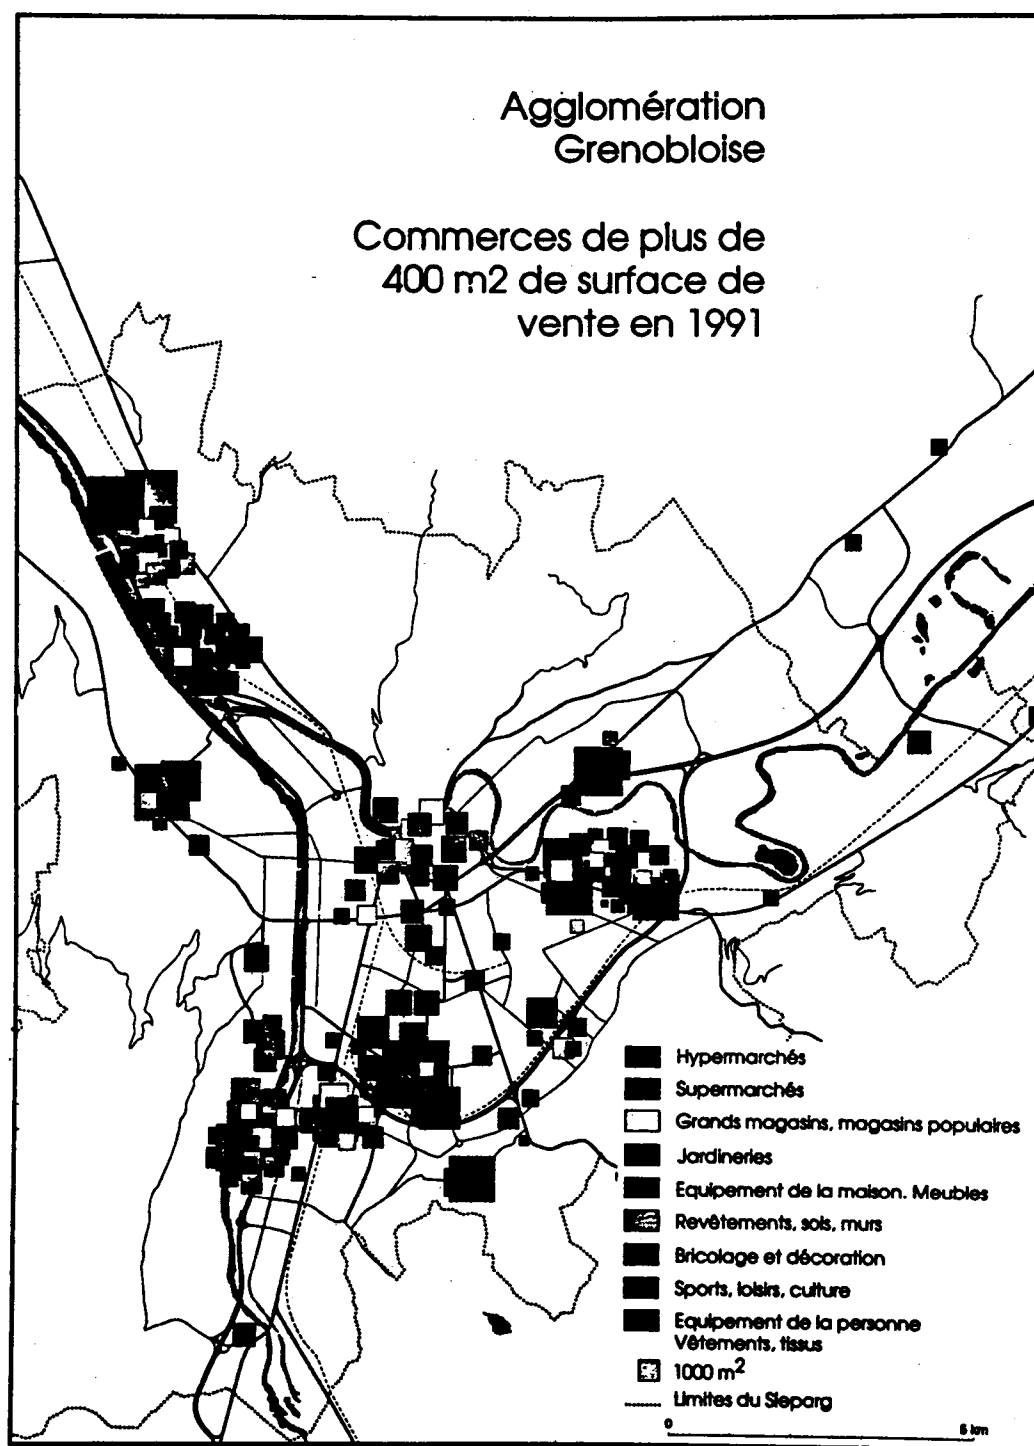 Agglomération
Grenobloise
Commerces de plus de
400 m2 de surface de
vente en 1991
Hypermarchés
Supermarchés
Grands magasins, magasins populaires
Jardineries
Equipement de la maison. Meubles
Revêtements, sols, murs
Bricolage et décoration
Sports, loisirs, culture
Equipement de la personne
Vêtements, tissus
1000 m2
Limites du Sieparg
0
5 km